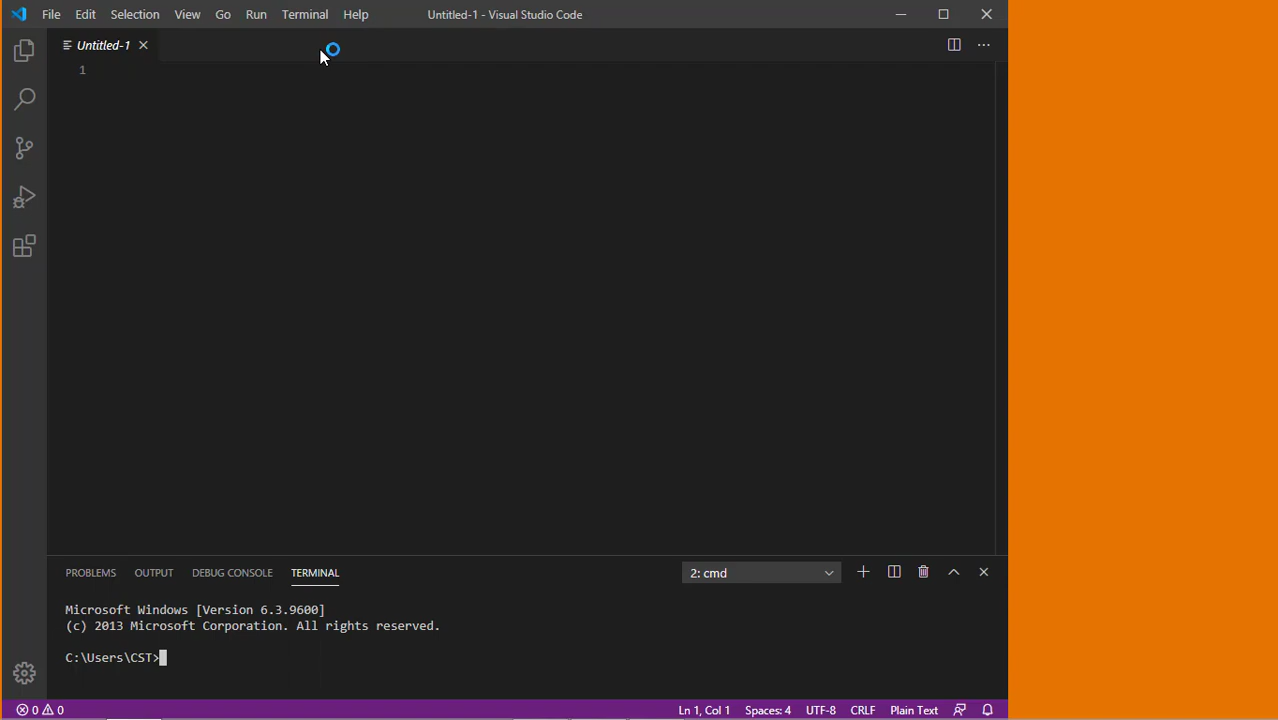 File Edit Selection View Go Run Terminal Help Untitled-1 - Visual Studio Code
Untitled-1
1
PROBLEMS OUTPUT DEBUG CONSOLE TERMINAL 2: cmd
Microsoft Windows [Version 6.3.9600]
(c) 2013 Microsoft Corporation. All rights reserved.
C:\Users\CST>
0 0 Ln 1, Col 1 Spaces: 4 UTF-8 CRLF Plain Text